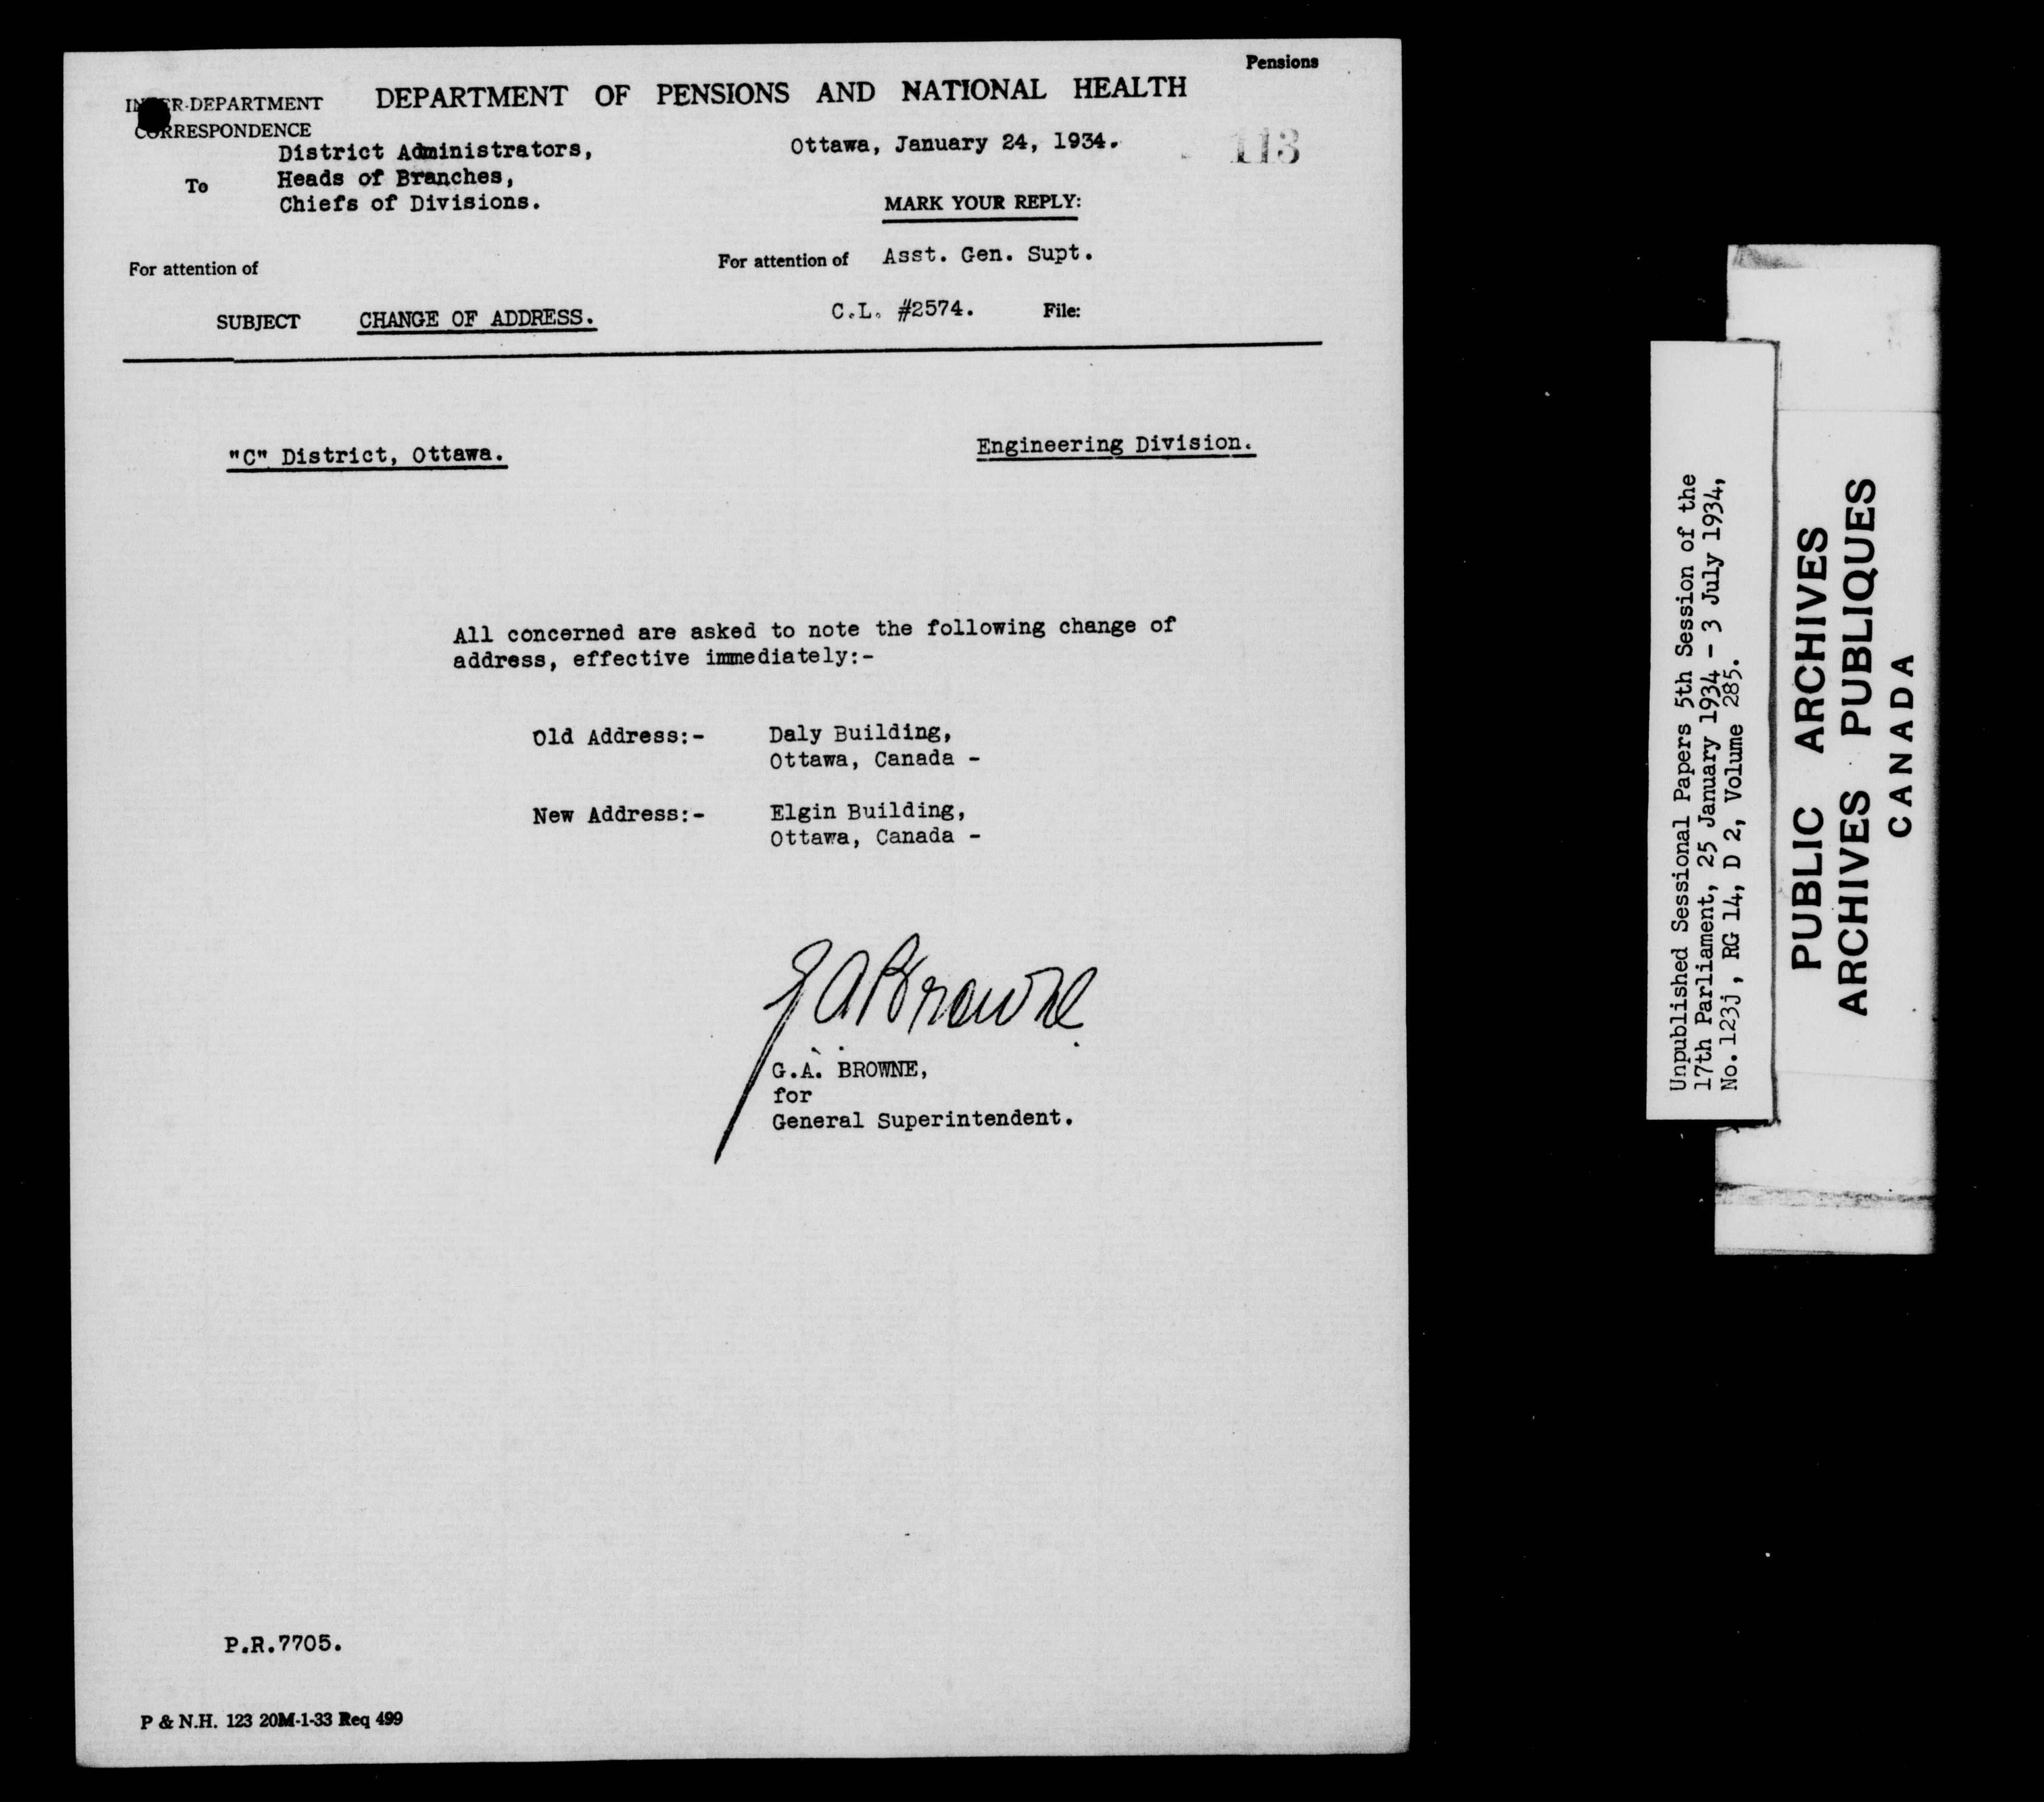 Pensions
INTER-DEPARTMENT CORRESPONDENCE
DEPARTMENT OF PENSIONS AND NATIONAL HEALTH
Ottawa, January 24, 1934.
113
To
District Administrators,
Heads of Branches,
Chiefs of Divisions.
MARK YOUR REPLY:
For attention of
For attention of Asst. Gen. Supt.
SUBJECT CHANGE OF ADDRESS.
C.L. #2574. File:
"C" District, Ottawa.
Engineering Division.
All concerned are asked to note the following change of
address, effective immediately:-
Old Address:- Daly Building,
Ottawa, Canada -
New Address:- Elgin Building,
Ottawa, Canada -
G A Browne
G.A. BROWNE,
for
General Superintendent.
P.R.7705.
P & N.H. 123 20M-1-33 Req 499
Unpublished Sessional Papers 5th Session of the
17th Parliament, 25 January 1934 - 3 July 1934,
No. 123j, RG 14, D 2, Volume 285.
PUBLIC ARCHIVES
ARCHIVES PUBLIQUES
CANADA